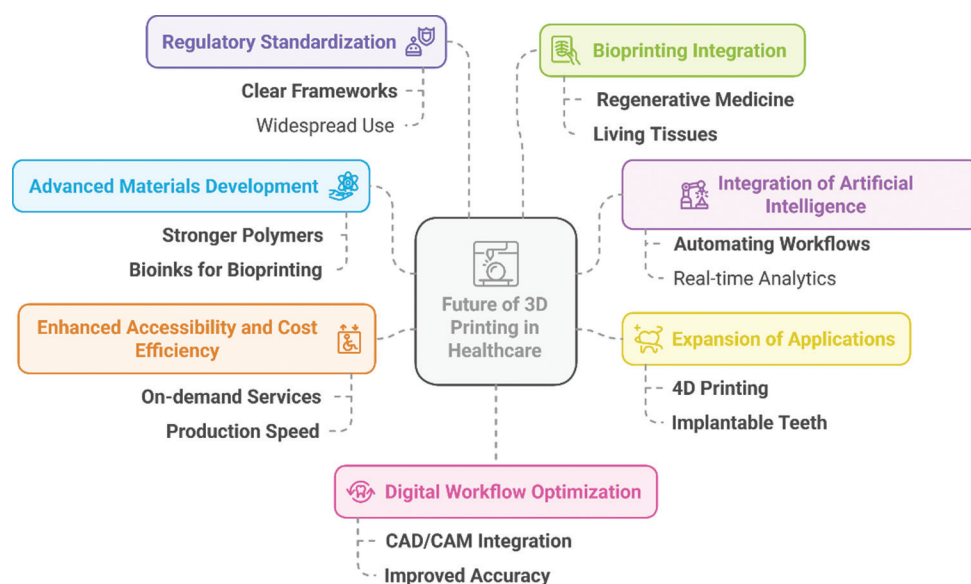 Regulatory Standardization
Clear Frameworks
Widespread Use
Bioprinting Integration
Regenerative Medicine
Living Tissues
Advanced Materials Development
Stronger Polymers
Bioinks for Bioprinting
Integration of Artificial
Intelligence
Automating Workflows
Real-time Analytics
Future of 3D
Printing in
Healthcare
Enhanced Accessibility and Cost
Efficiency
On-demand Services
Production Speed
Expansion of Applications
4D Printing
Implantable Teeth
Digital Workflow Optimization
CAD/CAM Integration
Improved Accuracy